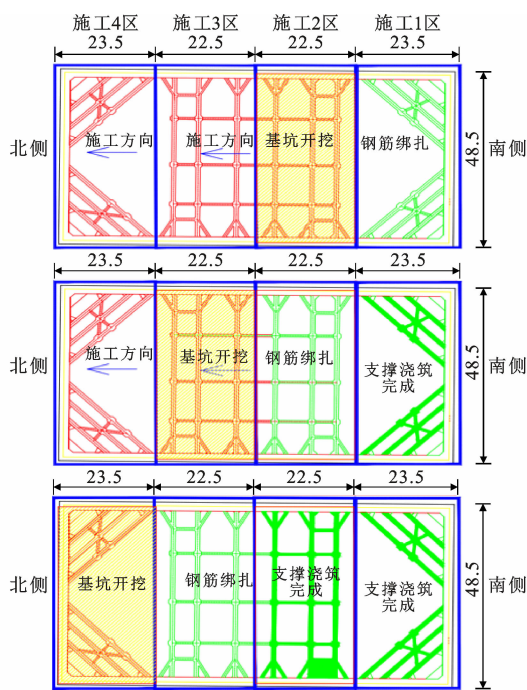 施工4区 施工3区 施工2区 施工1区
23.5 22.5 22.5 23.5
北侧 施工方向 施工方向 基坑开挖 钢筋绑扎 48.5 南侧
23.5 22.5 22.5 23.5
北侧 施工方向 基坑开挖 钢筋绑扎 支撑浇筑 48.5 南侧
完成
23.5 22.5 22.5 23.5
北侧 基坑开挖 钢筋绑扎 支撑浇筑 支撑浇筑 48.5 南侧
完成 完成